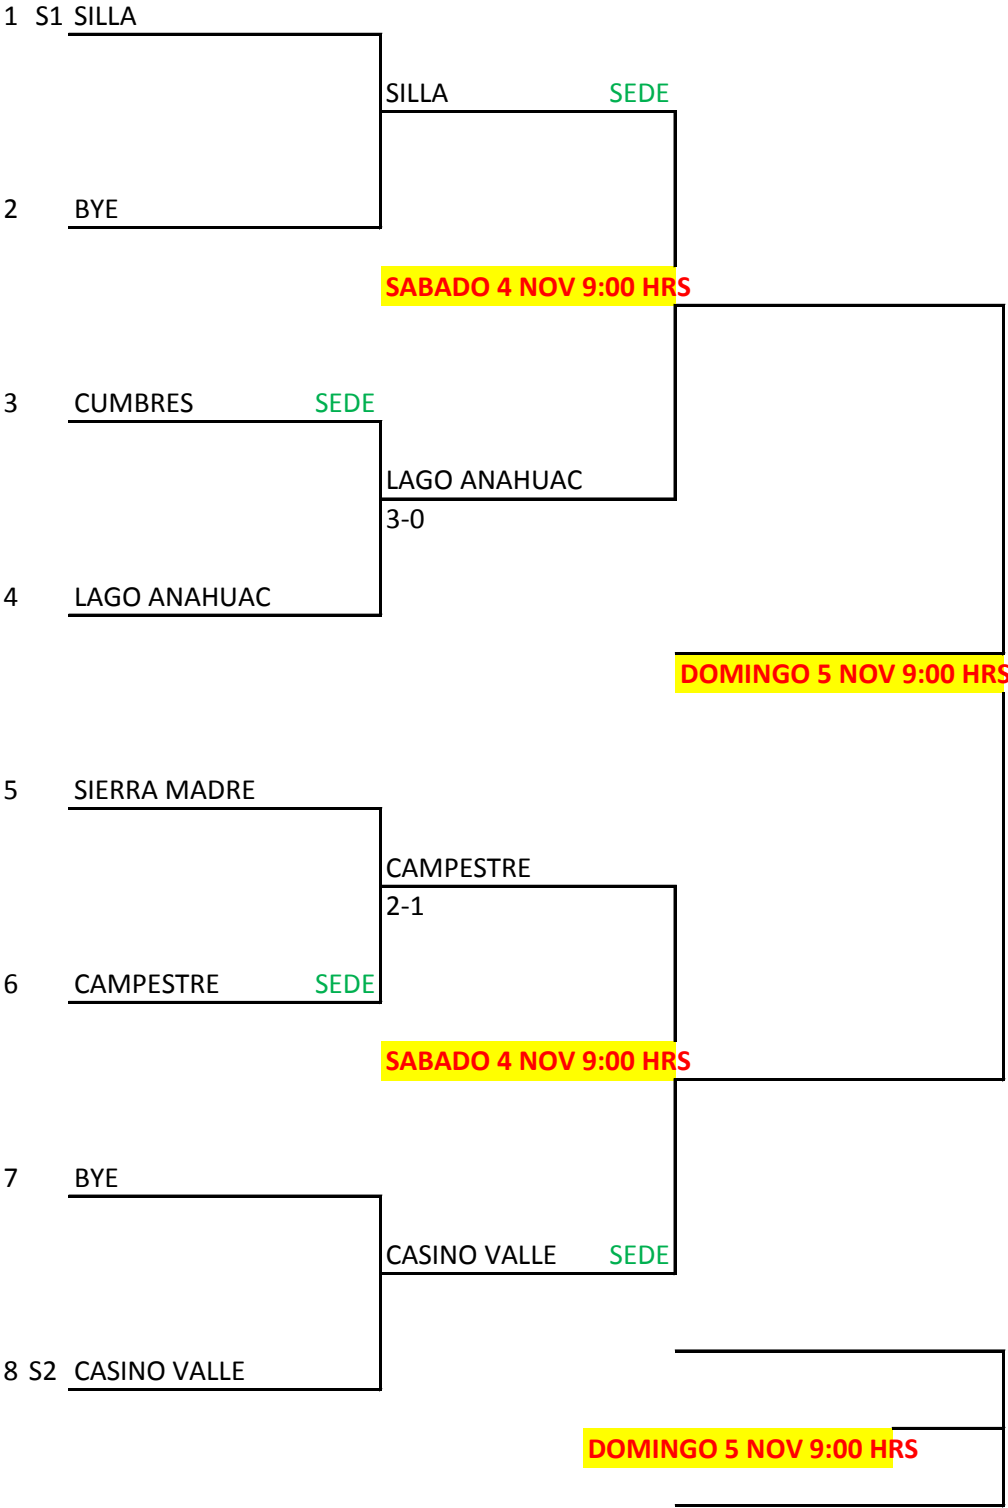 1 S1 SILLA
SILLA SEDE
2 BYE
SABADO 4 NOV 9:00 HRS
3 CUMBRES SEDE
LAGO ANAHUAC
3-0
4 LAGO ANAHUAC
DOMINGO 5 NOV 9:00 HRS
5 SIERRA MADRE
CAMPESTRE
2-1
6 CAMPESTRE SEDE
SABADO 4 NOV 9:00 HRS
7 BYE
CASINO VALLE SEDE
8 S2 CASINO VALLE
DOMINGO 5 NOV 9:00 HRS